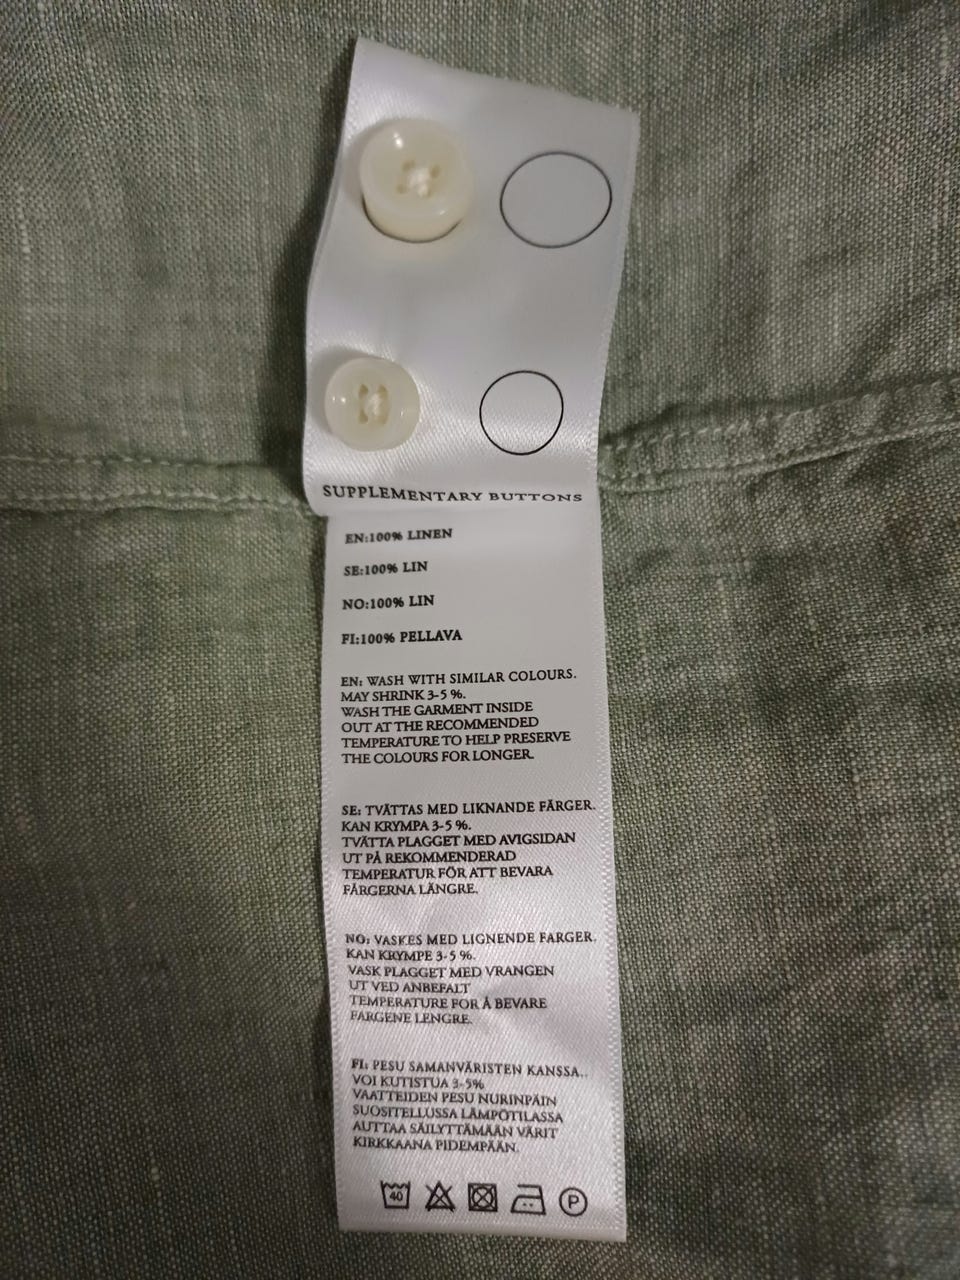 SUPPLEMENTARY BUTTONS
EN:100% LINEN
SE:100% LIN
NO:100% LIN
FI:100% PELLAVA
EN: WASH WITH SIMILAR COLOURS.
MAY SHRINK 3-5 %.
WASH THE GARMENT INSIDE
OUT AT THE RECOMMENDED
TEMPERATURE TO HELP PRESERVE
THE COLOURS FOR LONGER.
SE: TVÄTTAS MED LIKNANDE FÄRGER.
KAN KRYMPA 3-5 %.
TVÄTTA PLAGGET MED AVIGSIDAN
UT PÅ REKOMMENDERAD
TEMPERATUR FÖR ATT BEVARA
FÄRGERNA LÄNGRE.
NO: VASKES MED LIGNENDE FARGER.
KAN KRYMPE 3-5 %.
VASK PLAGGET MED VRANGEN
UT VED ANBEFALT
TEMPERATURE FOR Å BEVARE
FARGENE LENGRE.
FI: PESU SAMANVÄRISTEN KANSSA..
VOI KUTISTUA 3-5%
VAATTEIDEN PESU NURINPÄIN
SUOSITELLUSSA LÄMPÖTILASSA
AUTTAA SÄILYTTÄMÄÄN VÄRIT
KIRKKAANA PIDEMPÄÄN.
40 P